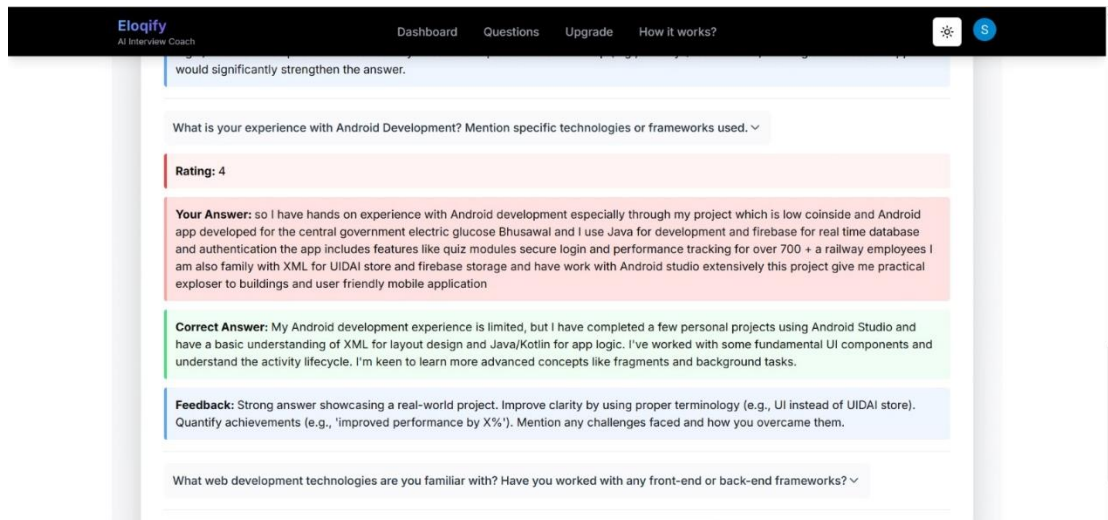 Eloqify
AI Interview Coach
Dashboard Questions Upgrade How it works?
S
would significantly strengthen the answer.
What is your experience with Android Development? Mention specific technologies or frameworks used.
Rating: 4
Your Answer: so I have hands on experience with Android development especially through my project which is low coinside and Android
app developed for the central government electric glucose Bhusawal and I use Java for development and firebase for real time database
and authentication the app includes features like quiz modules secure login and performance tracking for over 700 + a railway employees I
am also family with XML for UIDAI store and firebase storage and have work with Android studio extensively this project give me practical
exploser to buildings and user friendly mobile application
Correct Answer: My Android development experience is limited, but I have completed a few personal projects using Android Studio and
have a basic understanding of XML for layout design and Java/Kotlin for app logic. I've worked with some fundamental UI components and
understand the activity lifecycle. I'm keen to learn more advanced concepts like fragments and background tasks.
Feedback: Strong answer showcasing a real-world project. Improve clarity by using proper terminology (e.g., UI instead of UIDAI store).
Quantify achievements (e.g., 'improved performance by X%'). Mention any challenges faced and how you overcame them.
What web development technologies are you familiar with? Have you worked with any front-end or back-end frameworks?